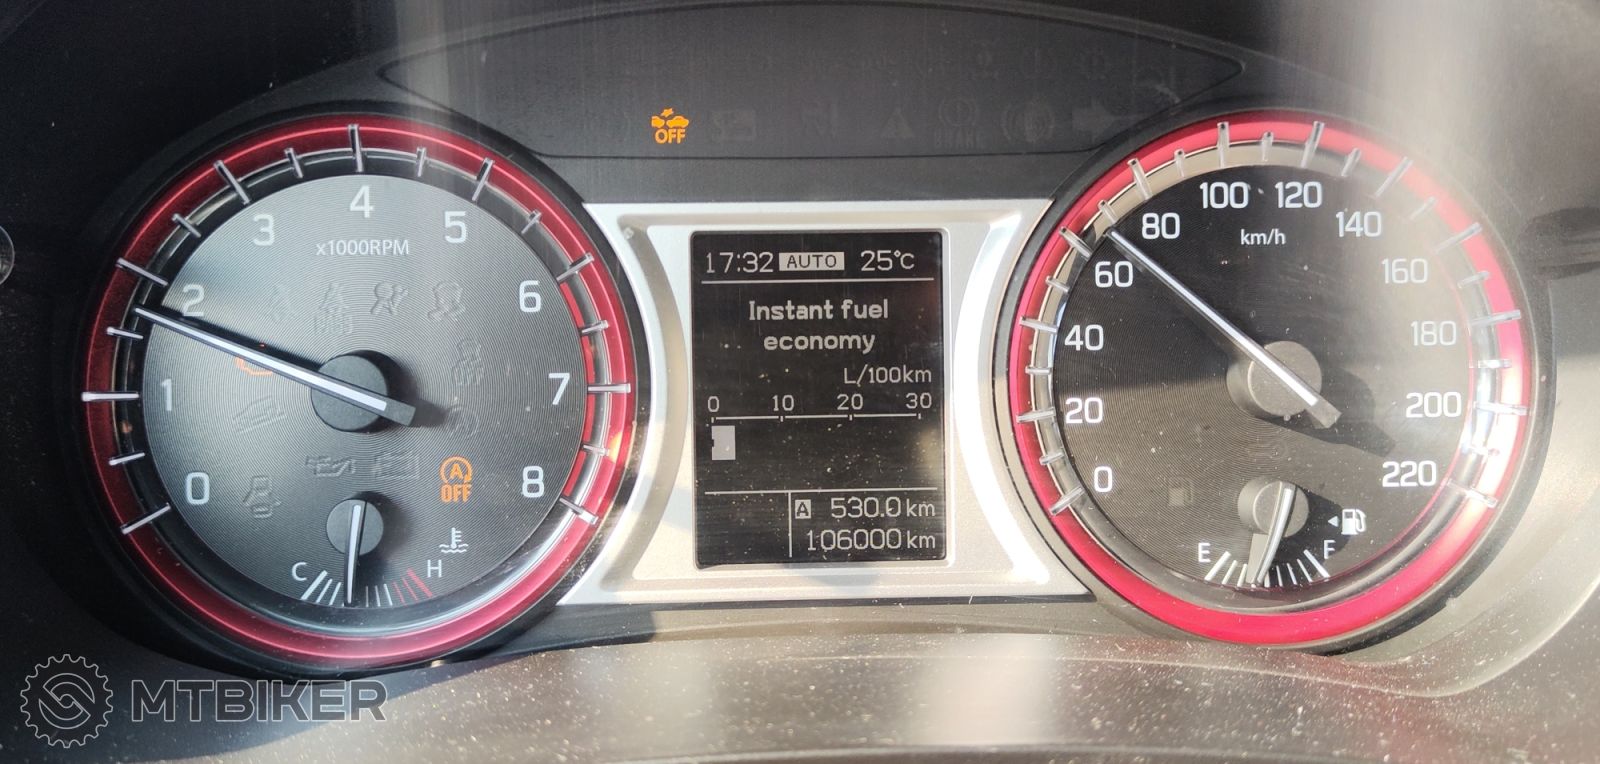 OFF
0
1
2
3
4
5
6
7
8
x1000RPM
OFF
C
H
17:32 AUTO 25°C
Instant fuel
economy
L/100km
0 10 20 30
A 530.0 km
106000 km
0
20
40
60
80
100
120
140
160
180
200
220
km/h
E
F
MTBIKER